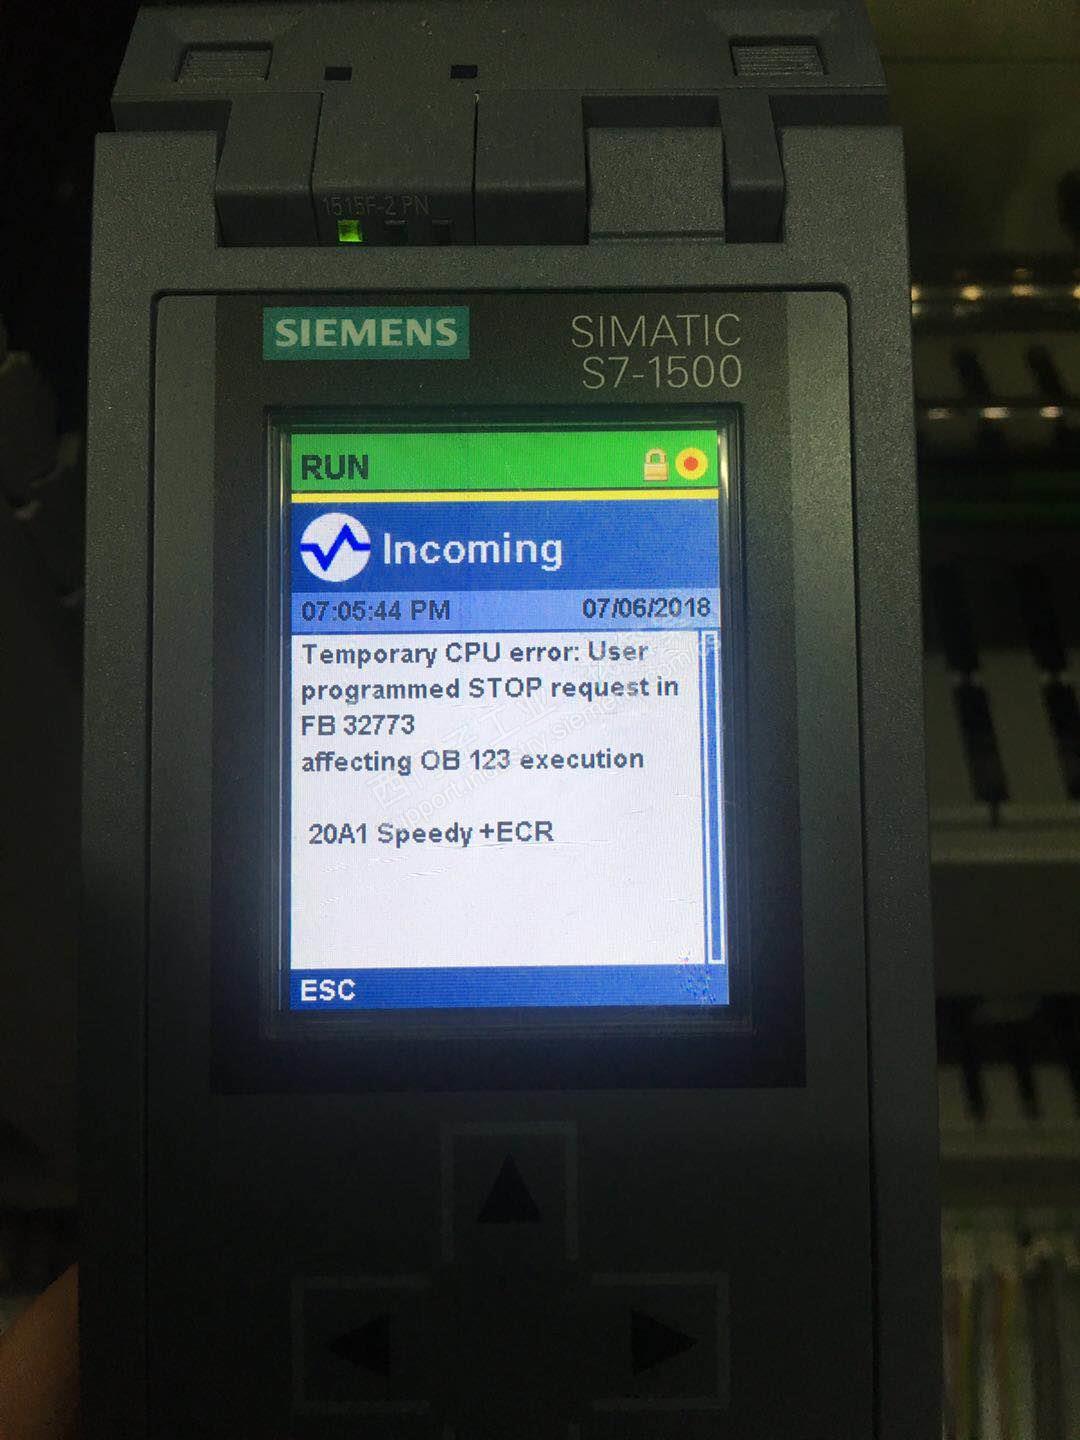 1515F-2 PN
SIEMENS
SIMATIC
S7-1500
RUN
Incoming
07:05:44 PM
07/06/2018
Temporary CPU error: User
programmed STOP request in
FB 32773
affecting OB 123 execution
20A1 Speedy +ECR
ESC